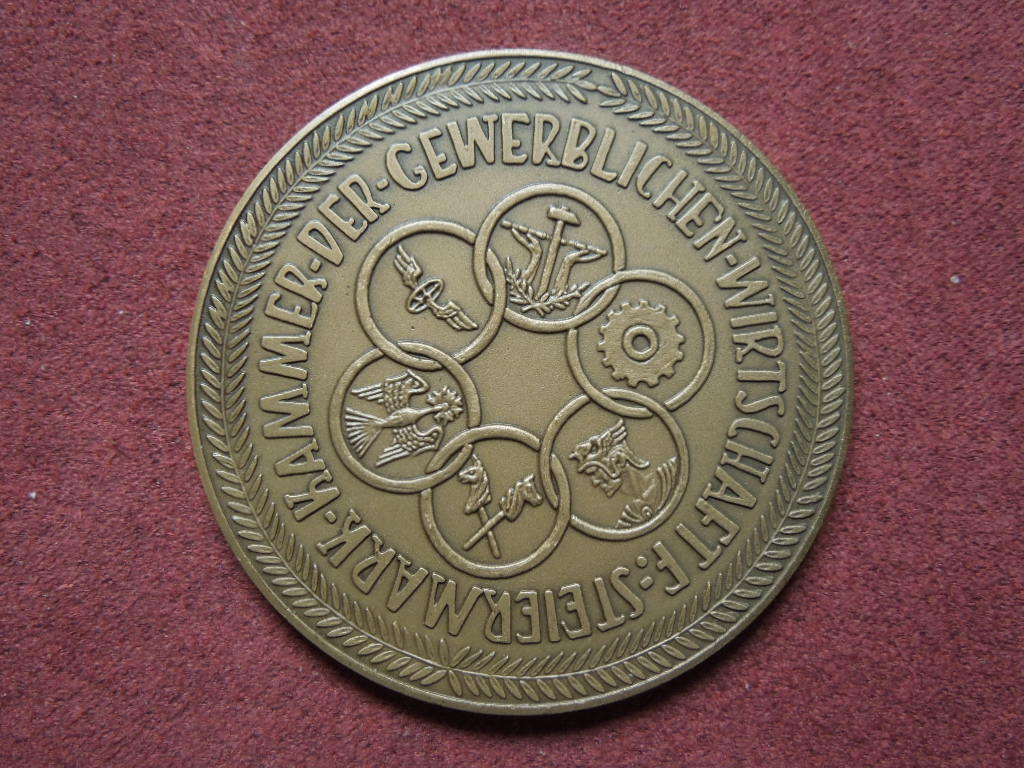 KAMMER-DER-GEWERBLICHEN-WIRTSCHAFT F: STEIERMARK-